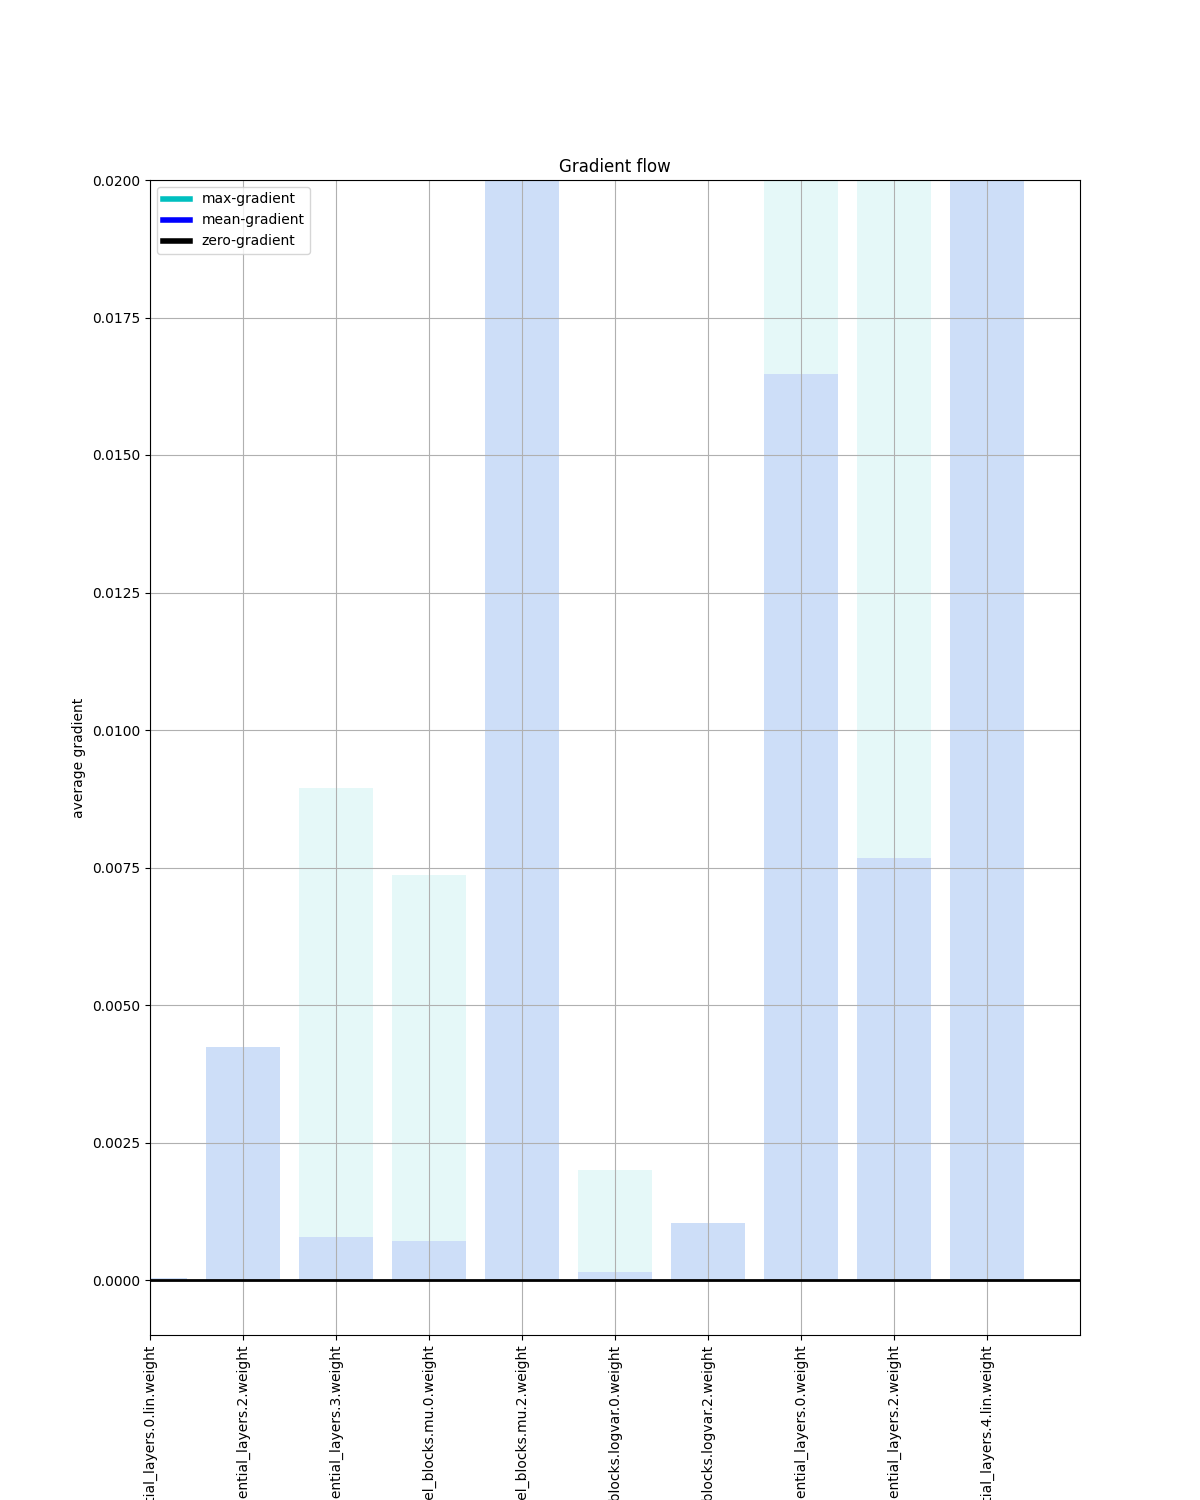 Gradient flow
max-gradient
mean-gradient
zero-gradient
0.0200
0.0175
0.0150
0.0125
0.0100
0.0075
0.0050
0.0025
0.0000
average gradient
tial_layers.0.lin.weight
ential_layers.2.weight
ential_layers.3.weight
el_blocks.mu.0.weight
el_blocks.mu.2.weight
blocks.logvar.0.weight
blocks.logvar.2.weight
ential_layers.0.weight
ential_layers.2.weight
tial_layers.4.lin.weight